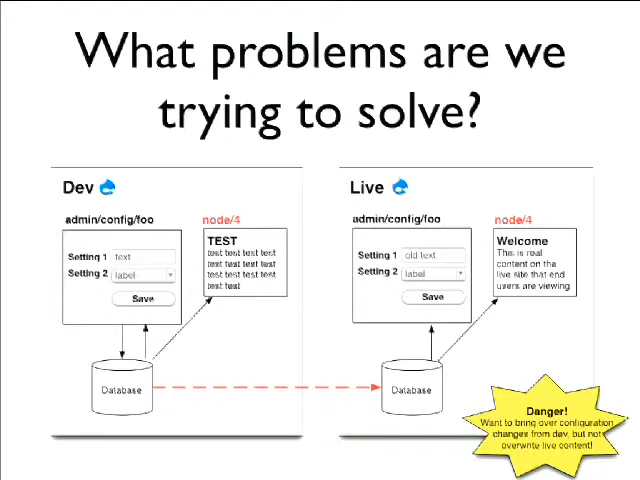 What problems are we
trying to solve?
Dev
admin/config/foo
node/4
Setting 1 text
Setting 2 label
Save
TEST
test test test test
test test test test
test test test test
test test
Database
Live
admin/config/foo
node/4
Setting 1 old text
Setting 2 label
Save
Welcome
This is real
content on the
live site that end
users are viewing
Database
Danger!
Want to bring over configuration
changes from dev, but not
overwrite live content!